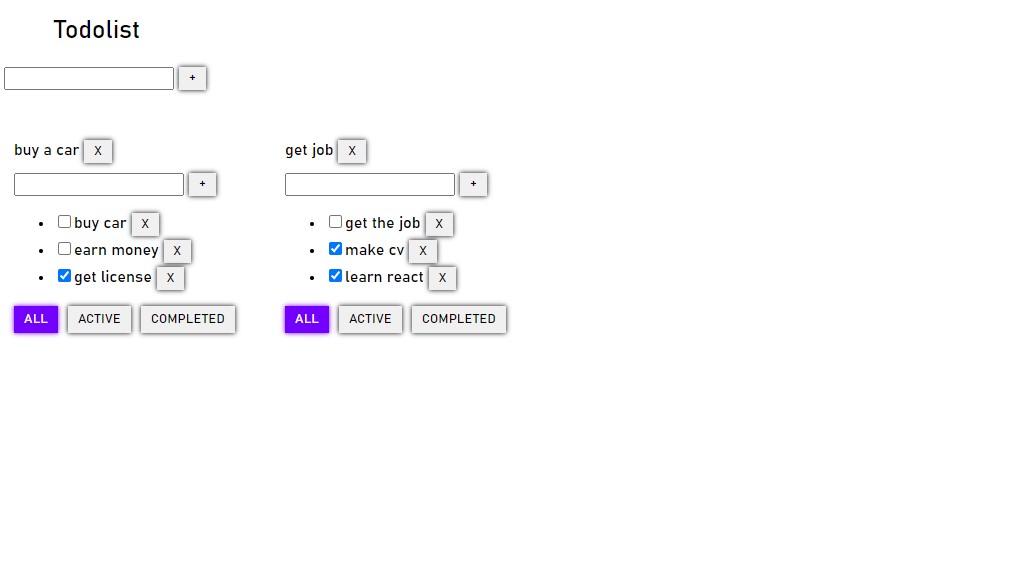 Todolist
+
buy a car X
+
buy car X
earn money X
get license X
ALL ACTIVE COMPLETED
get job X
+
get the job X
make cv X
learn react X
ALL ACTIVE COMPLETED